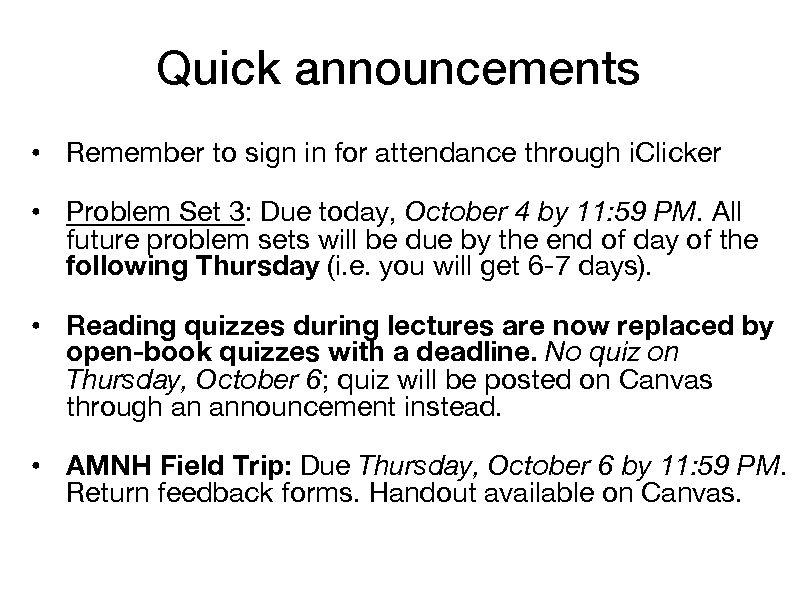 Quick announcements
• Remember to sign in for attendance through iClicker
• Problem Set 3: Due today, October 4 by 11:59 PM. All
future problem sets will be due by the end of day of the
following Thursday (i.e. you will get 6-7 days).
• Reading quizzes during lectures are now replaced by
open-book quizzes with a deadline. No quiz on
Thursday, October 6; quiz will be posted on Canvas
through an announcement instead.
• AMNH Field Trip: Due Thursday, October 6 by 11:59 PM.
Return feedback forms. Handout available on Canvas.